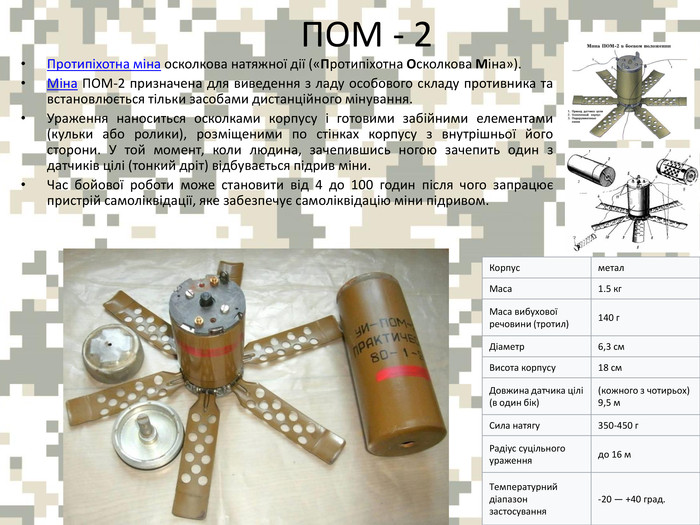 ПОМ - 2
• Протипіхотна міна осколкова натяжної дії («Протипіхотна Осколкова Міна»).
• Міна ПОМ-2 призначена для виведення з ладу особового складу противника та
встановлюється тільки засобами дистанційного мінування.
• Ураження наноситься осколками корпусу і готовими забійними елементами
(кульки або ролики), розміщеними по стінках корпусу з внутрішньої його
сторони. У той момент, коли людина, зачепившись ногою зачепить один з
датчиків цілі (тонкий дріт) відбувається підрив міни.
• Час бойової роботи може становити від 4 до 100 годин після чого запрацює
пристрій самоліквідації, яке забезпечує самоліквідацію міни підривом.
Мина ПОМ-2 в боевом положении
УИ-ПОМ-
ПРАКТИЧЕ
80-1-
Корпус метал
Маса 1.5 кг
Маса вибухової
речовини (тротил) 140 г
Діаметр 6,3 см
Висота корпусу 18 см
Довжина датчика цілі (кожного з чотирьох)
(в один бік) 9,5 м
Сила натягу 350-450 г
Радіус суцільного
ураження до 16 м
Температурний
діапазон
застосування -20 — +40 град.